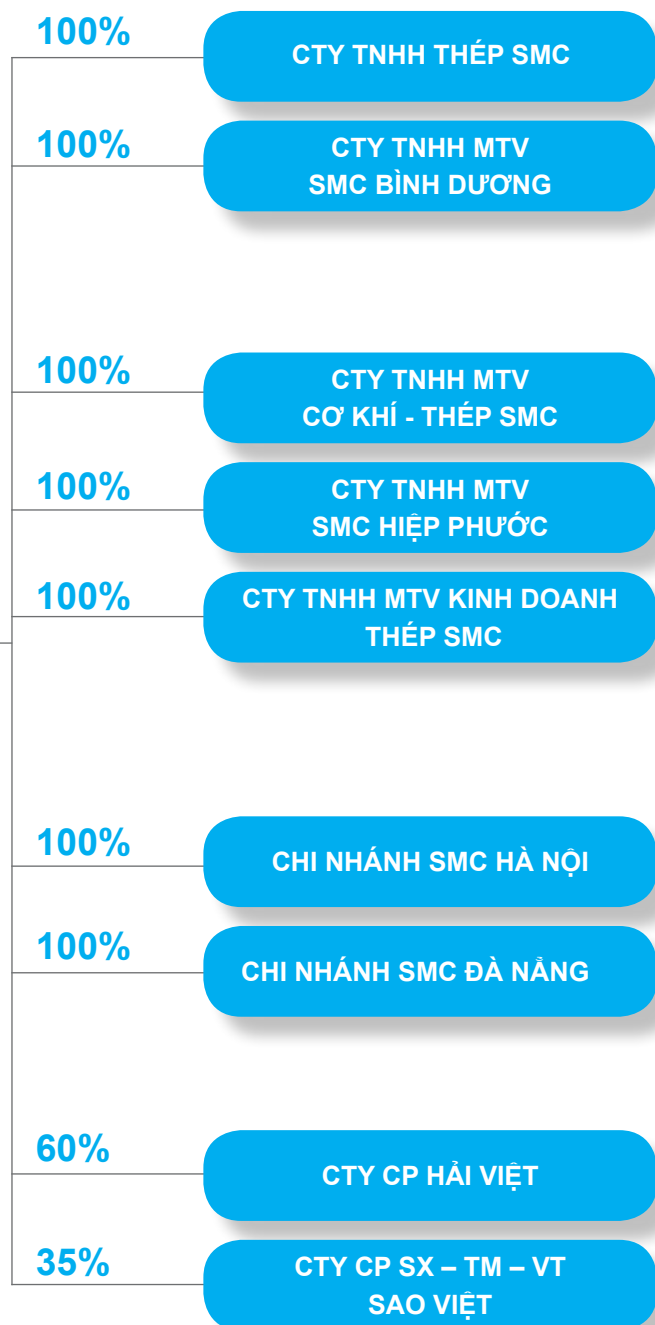 100%
CTY TNHH THÉP SMC
100%
CTY TNHH MTV
SMC BÌNH DƯƠNG
100%
CTY TNHH MTV
CƠ KHÍ - THÉP SMC
100%
CTY TNHH MTV
SMC HIỆP PHƯỚC
100%
CTY TNHH MTV KINH DOANH
THÉP SMC
100%
CHI NHÁNH SMC HÀ NỘI
100%
CHI NHÁNH SMC ĐÀ NẲNG
60%
CTY CP HẢI VIỆT
35%
CTY CP SX – TM – VT
SAO VIỆT